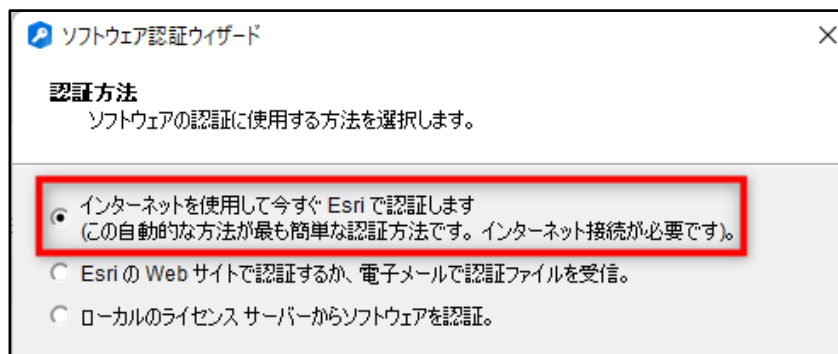 ソフトウェア認証ウィザード
認証方法
ソフトウェアの認証に使用する方法を選択します。
インターネットを使用して今すぐ Esri で認証します
(この自動的な方法が最も簡単な認証方法です。インターネット接続が必要です)。
Esri の Web サイトで認証するか、電子メールで認証ファイルを受信。
ローカルのライセンス サーバーからソフトウェアを認証。